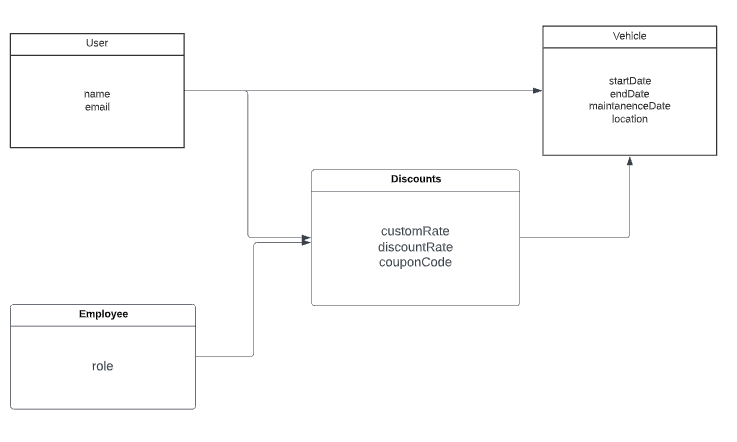 User
name
email
Vehicle
startDate
endDate
maintanenceDate
location
Discounts
customRate
discountRate
couponCode
Employee
role